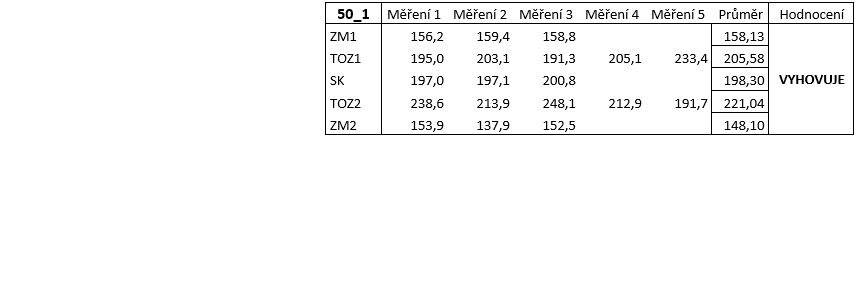 50_1 Měření 1 Měření 2 Měření 3 Měření 4 Měření 5 Průměr Hodnocení
ZM1 156,2 159,4 158,8 158,13
TOZ1 195,0 203,1 191,3 205,1 233,4 205,58
SK 197,0 197,1 200,8 198,30 VYHOVUJE
TOZ2 238,6 213,9 248,1 212,9 191,7 221,04
ZM2 153,9 137,9 152,5 148,10